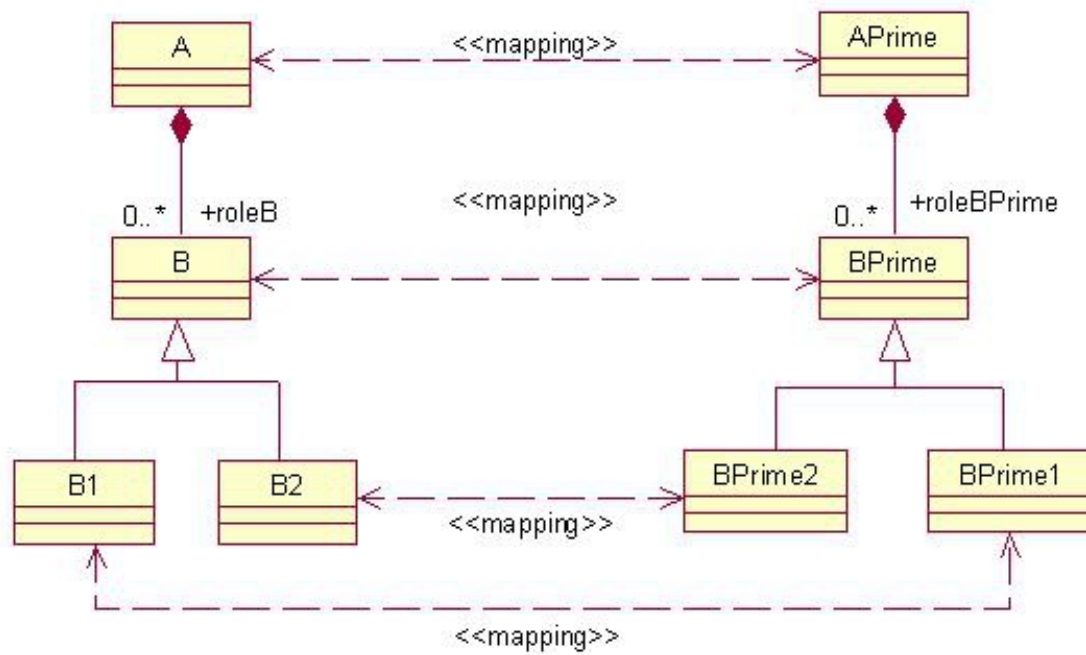 A
<<mapping>>
APrime
0..* +roleB
<<mapping>>
0..* +roleBPrime
B
BPrime
B1
B2
BPrime2
BPrime1
<<mapping>>
<<mapping>>